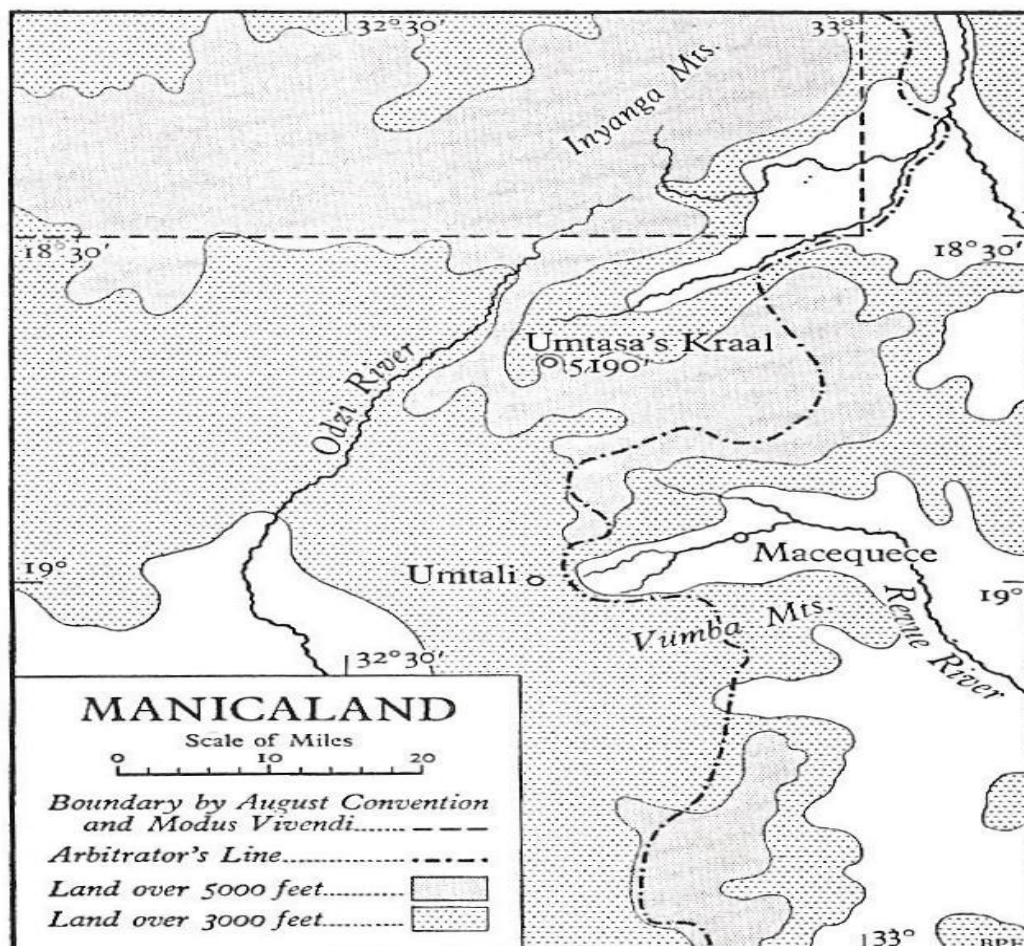 32°30'
33°
Inyanga Mts.
18°30'
18°30'
Umtasa's Kraal
5190'
Odzi River
Macequece
Umtali
19°
19°
Revue River
Vumba Mts.
32°30'
MANICALAND
Scale of Miles
0 10 20
Boundary by August Convention
and Modus Vivendi......
Arbitrator's Line..............
Land over 5000 feet..........
Land over 3000 feet..........
33°